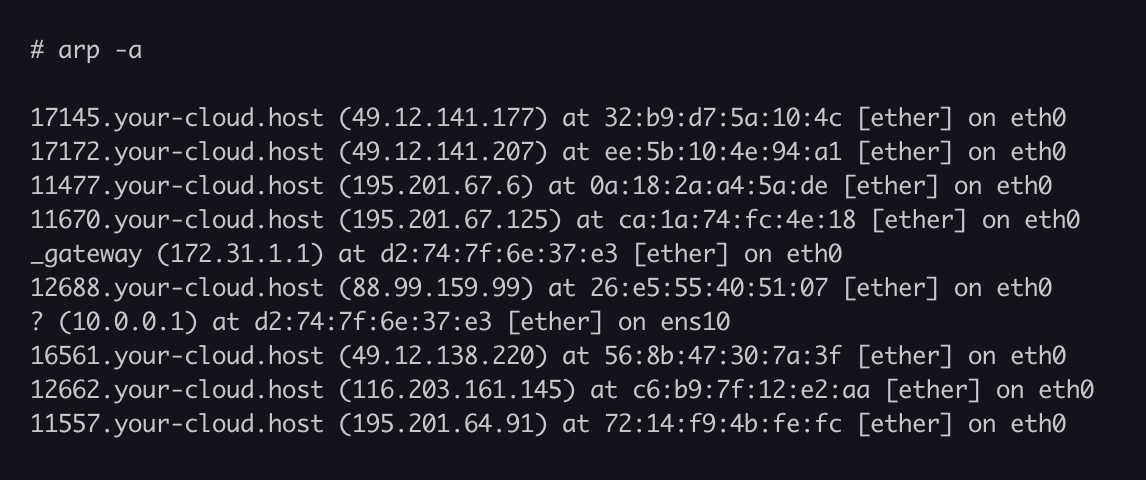 # arp -a
17145.your-cloud.host (49.12.141.177) at 32:b9:d7:5a:10:4c [ether] on eth0
17172.your-cloud.host (49.12.141.207) at ee:5b:10:4e:94:a1 [ether] on eth0
11477.your-cloud.host (195.201.67.6) at 0a:18:2a:a4:5a:de [ether] on eth0
11670.your-cloud.host (195.201.67.125) at ca:1a:74:fc:4e:18 [ether] on eth0
_gateway (172.31.1.1) at d2:74:7f:6e:37:e3 [ether] on eth0
12688.your-cloud.host (88.99.159.99) at 26:e5:55:40:51:07 [ether] on eth0
? (10.0.0.1) at d2:74:7f:6e:37:e3 [ether] on ens10
16561.your-cloud.host (49.12.138.220) at 56:8b:47:30:7a:3f [ether] on eth0
12662.your-cloud.host (116.203.161.145) at c6:b9:7f:12:e2:aa [ether] on eth0
11557.your-cloud.host (195.201.64.91) at 72:14:f9:4b:fe:fc [ether] on eth0